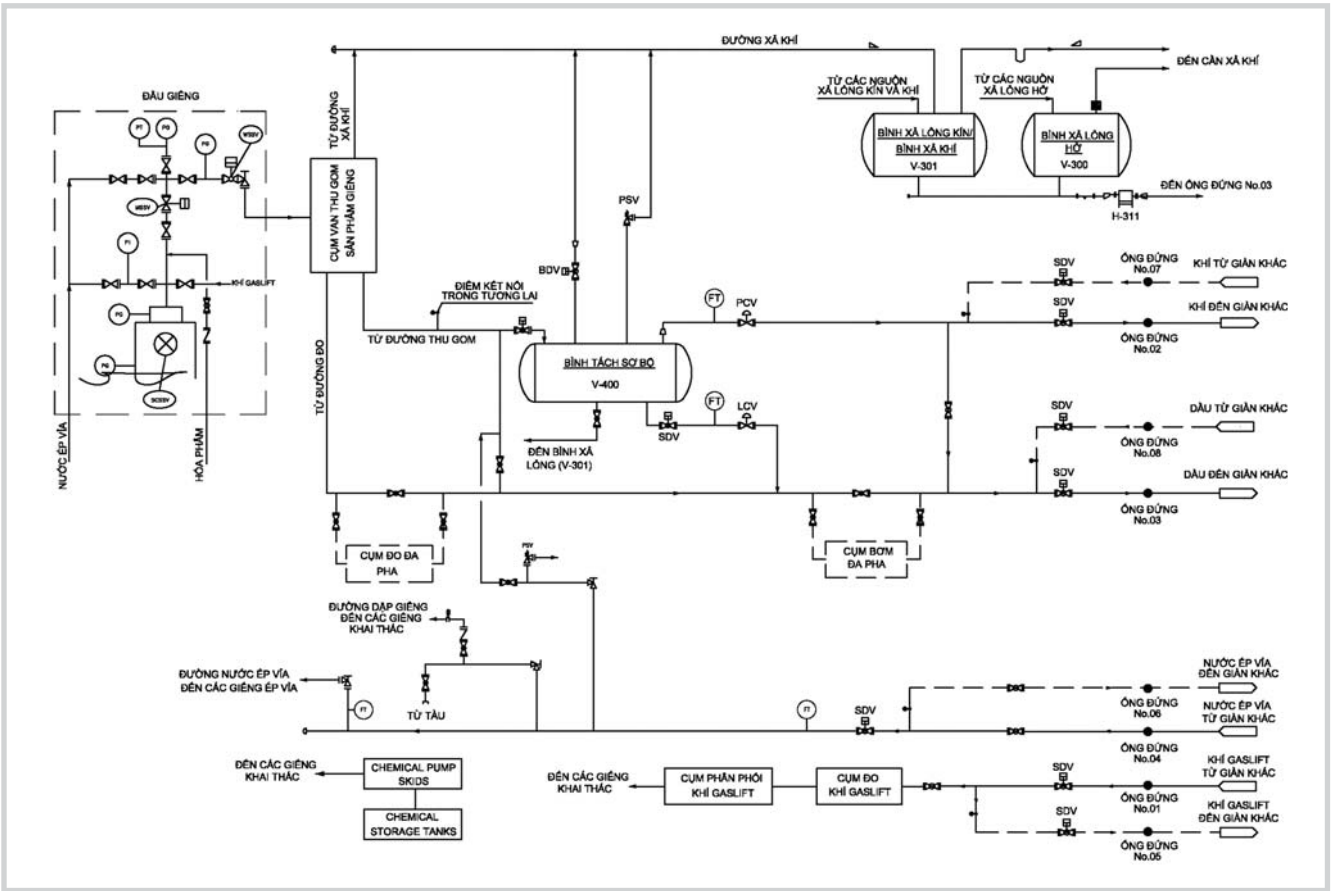 ĐƯỜNG XẢ KHÍ
ĐẾN CẦN XẢ KHÍ
TỪ CÁC NGUỒN
XẢ LỎNG KÍN VÀ KHÍ
TỪ CÁC NGUỒN
XẢ LỎNG HỞ
ĐẦU GIẾNG
PT
PG
PG
WSSV
TỪ ĐƯỜNG
XẢ KHÍ
BÌNH XẢ LỎNG KÍN/
BÌNH XẢ KHÍ
V-301
BÌNH XẢ LỎNG
HỞ
V-300
CỤM VAN THU GOM
SẢN PHẨM GIẾNG
MSSV
PSV
ĐẾN ỐNG ĐỨNG No.03
H-311
PI
BDV
KHÍ GASLIFT
ĐIỂM KẾT NỐI
TRONG TƯƠNG LAI
FT
PCV
SDV
ỐNG ĐỨNG
No.07
KHÍ TỪ GIÀN KHÁC
SDV
KHÍ ĐẾN GIÀN KHÁC
PG
TỪ ĐƯỜNG THU GOM
ỐNG ĐỨNG
No.02
BÌNH TÁCH SƠ BỘ
V-400
PG
SCSSV
TỪ ĐƯỜNG ĐO
FT
LCV
SDV
SDV
DẦU TỪ GIÀN KHÁC
ỐNG ĐỨNG
No.08
ĐẾN BÌNH XẢ
LỎNG (V-301)
NƯỚC ÉP VỈA
HÓA PHẨM
SDV
DẦU ĐẾN GIÀN KHÁC
ỐNG ĐỨNG
No.03
CỤM ĐO ĐA
PHA
PSV
CỤM BƠM
ĐA PHA
ĐƯỜNG DẬP GIẾNG
ĐẾN CÁC GIẾNG
KHAI THÁC
ĐƯỜNG NƯỚC ÉP VỈA
ĐẾN CÁC GIẾNG ÉP VỈA
NƯỚC ÉP VỈA
ĐẾN GIÀN KHÁC
FT
TỪ TÀU
FT
SDV
ỐNG ĐỨNG
No.06
NƯỚC ÉP VỈA
TỪ GIÀN KHÁC
ỐNG ĐỨNG
No.04
ĐẾN CÁC GIẾNG
KHAI THÁC
CHEMICAL PUMP
SKIDS
CHEMICAL
STORAGE TANKS
ĐẾN CÁC GIẾNG
KHAI THÁC
CỤM PHÂN PHỐI
KHÍ GASLIFT
CỤM ĐO
KHÍ GASLIFT
SDV
KHÍ GASLIFT
TỪ GIÀN KHÁC
ỐNG ĐỨNG
No.01
SDV
KHÍ GASLIFT
ĐẾN GIÀN KHÁC
ỐNG ĐỨNG
No.05